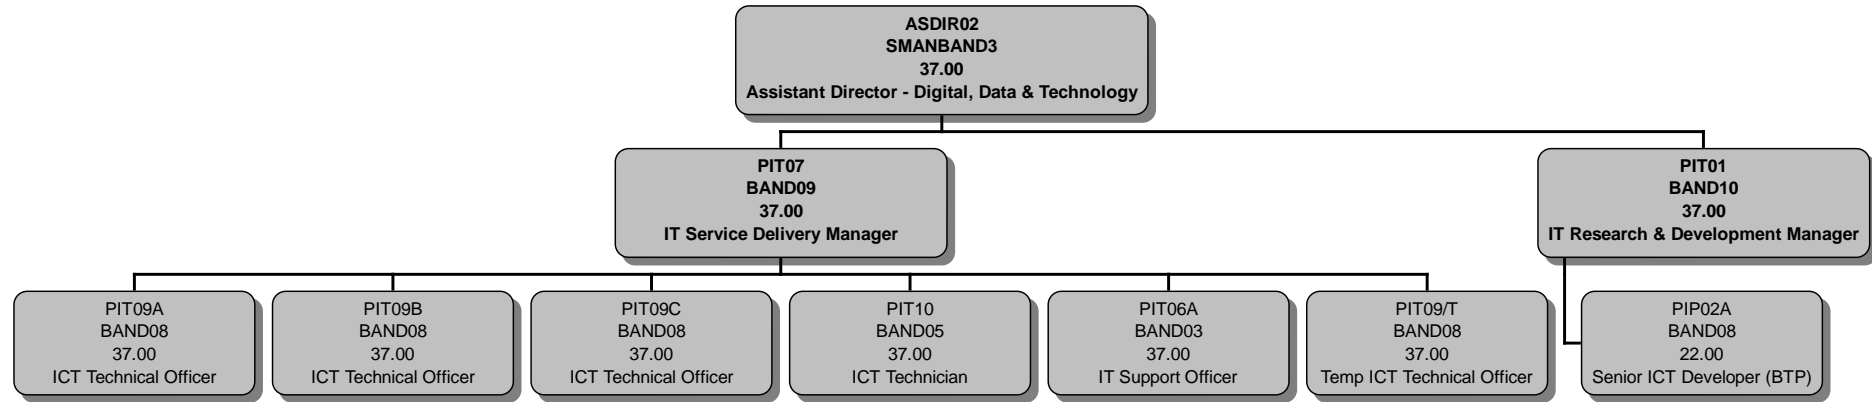 ASDIR02
SMANBAND3
37.00
Assistant Director - Digital, Data & Technology
PIT07
BAND09
37.00
IT Service Delivery Manager
PIT01
BAND10
37.00
IT Research & Development Manager
PIT09A
BAND08
37.00
ICT Technical Officer
PIT09B
BAND08
37.00
ICT Technical Officer
PIT09C
BAND08
37.00
ICT Technical Officer
PIT10
BAND05
37.00
ICT Technician
PIT06A
BAND03
37.00
IT Support Officer
PIT09/T
BAND08
37.00
Temp ICT Technical Officer
PIP02A
BAND08
22.00
Senior ICT Developer (BTP)